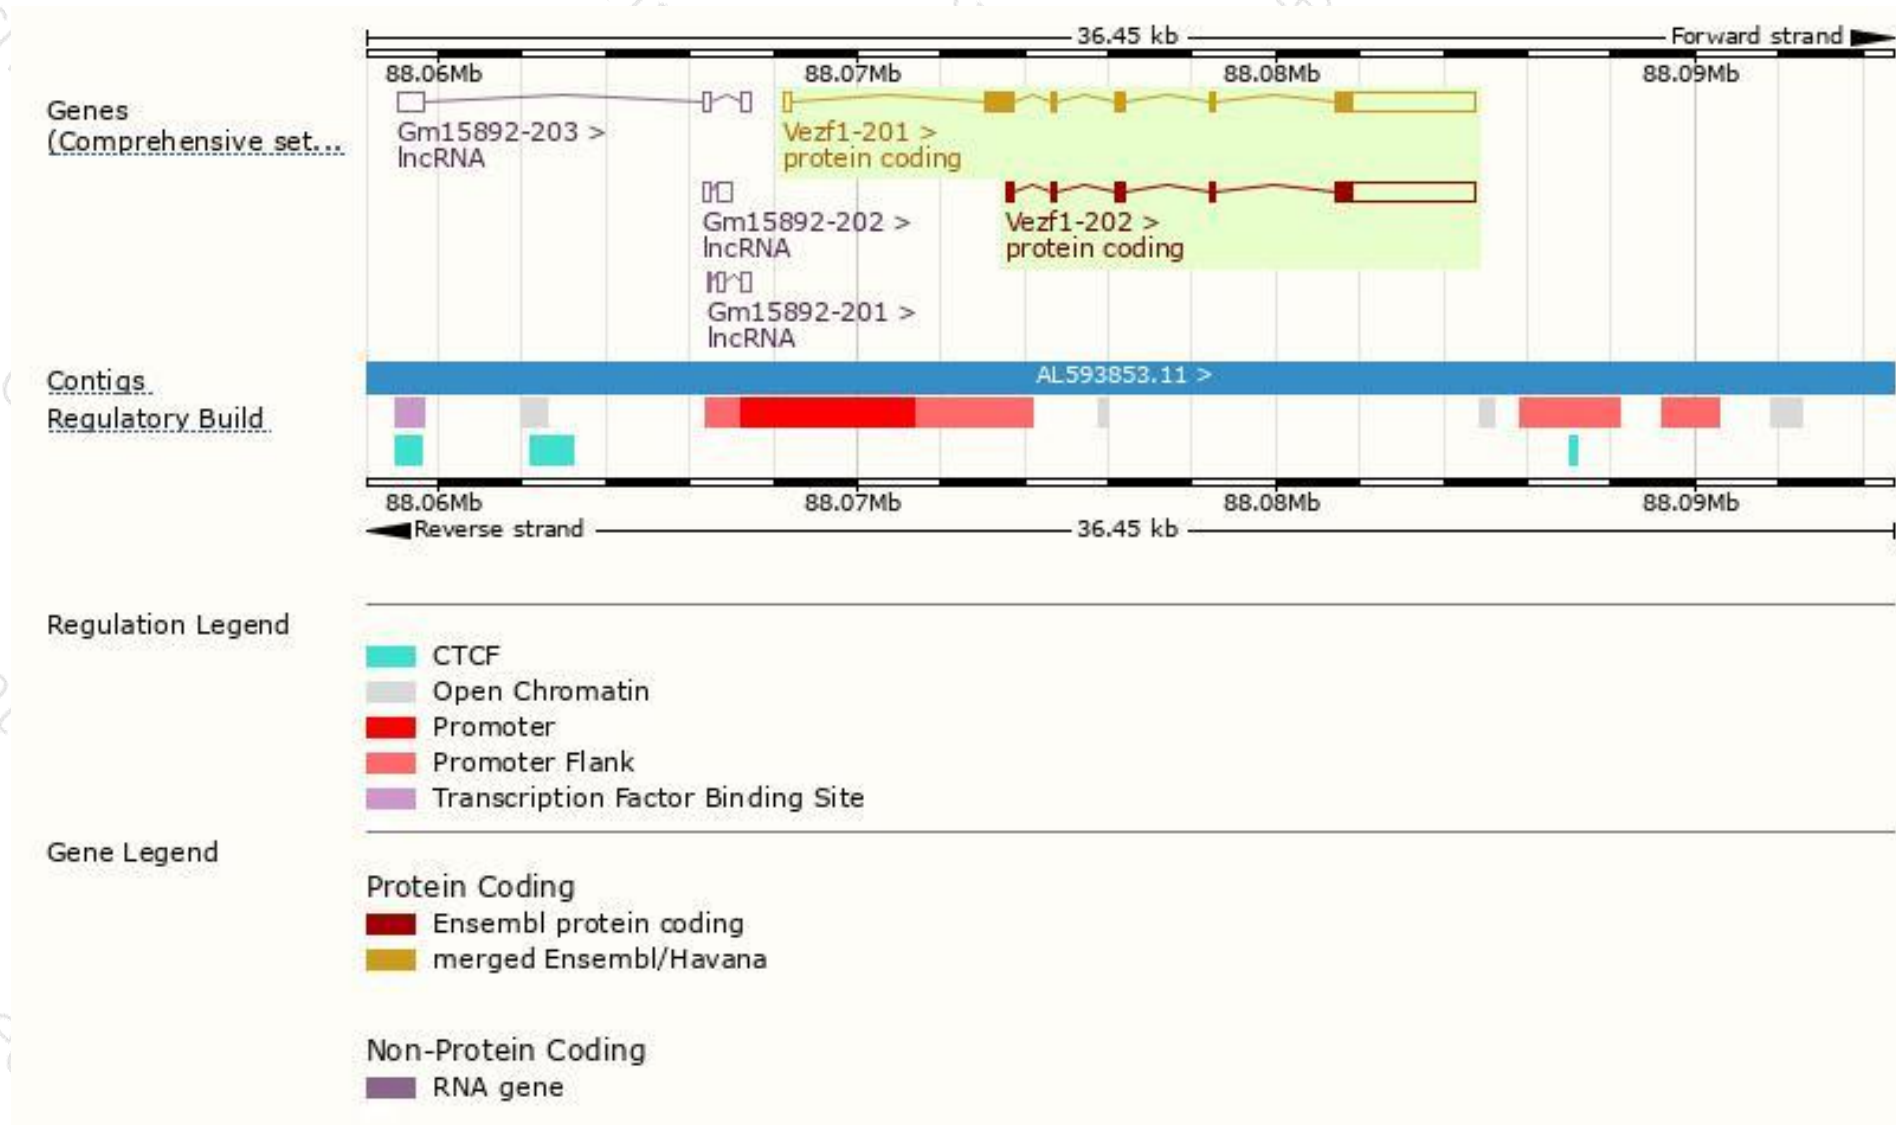 36.45 kb
Forward strand
88.06Mb 88.07Mb 88.08Mb 88.09Mb
Genes
(Comprehensive set...
Gm15892-203 >
lncRNA
Vezf1-201 >
protein coding
Gm15892-202 >
lncRNA
Vezf1-202 >
protein coding
Gm15892-201 >
lncRNA
Contigs
AL593853.11 >
Regulatory Build
88.06Mb 88.07Mb 88.08Mb 88.09Mb
Reverse strand
36.45 kb
Regulation Legend
CTCF
Open Chromatin
Promoter
Promoter Flank
Transcription Factor Binding Site
Gene Legend
Protein Coding
Ensembl protein coding
merged Ensembl/Havana
Non-Protein Coding
RNA gene